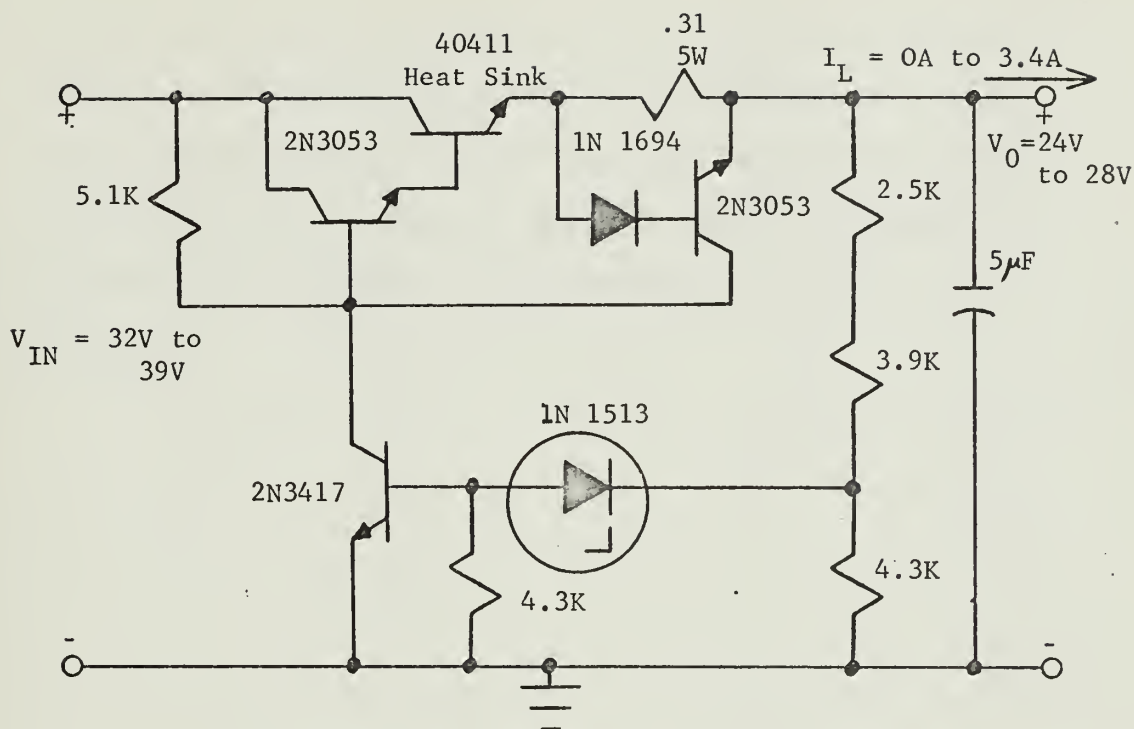 .31
5W
40411
Heat Sink
I_L = 0A to 3.4A
+
+
2N3053
1N 1694
V_O=24V
to 28V
5.1K
2N3053
2.5K
5μF
V_IN = 32V to
39V
3.9K
1N 1513
2N3417
4.3K
4.3K
-
-